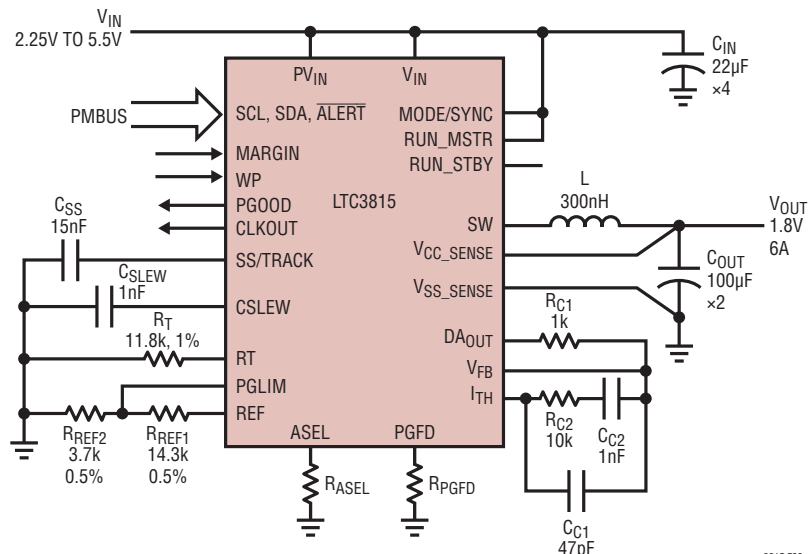 VIN
2.25V TO 5.5V
PVIN
VIN
CIN
22µF
×4
PMBUS
SCL, SDA, ALERT
MODE/SYNC
MARGIN
RUN_MSTR
WP
RUN_STBY
PGOOD
LTC3815
CLKOUT
L
300nH
SW
VOUT
1.8V
6A
CSS
15nF
SS/TRACK
VCC_SENSE
COUT
100µF
×2
CSLEW
1nF
CSLEW
VSS_SENSE
RT
11.8k, 1%
RT
RC1
1k
DAOUT
PGLIM
VFB
REF
ITH
RREF2
3.7k
0.5%
RREF1
14.3k
0.5%
RC2
10k
CC2
1nF
ASEL
PGFD
RASEL
RPGFD
CC1
47pF